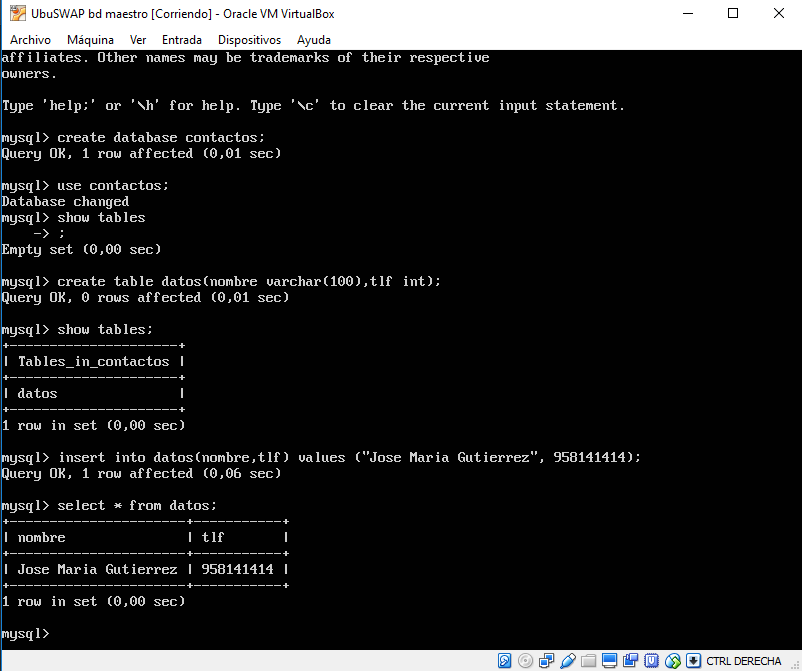 UbuSWAP bd maestro [Corriendo] - Oracle VM VirtualBox
Archivo Máquina Ver Entrada Dispositivos Ayuda
affiliates. Other names may be trademarks of their respective
owners.
Type 'help;' or '\h' for help. Type '\c' to clear the current input statement.
mysql> create database contactos;
Query OK, 1 row affected (0,01 sec)
mysql> use contactos;
Database changed
mysql> show tables
    -> ;
Empty set (0,00 sec)
mysql> create table datos(nombre varchar(100),tlf int);
Query OK, 0 rows affected (0,01 sec)
mysql> show tables;
+---------------------+
| Tables_in_contactos |
+---------------------+
| datos               |
+---------------------+
1 row in set (0,00 sec)
mysql> insert into datos(nombre,tlf) values ("Jose Maria Gutierrez", 958141414);
Query OK, 1 row affected (0,06 sec)
mysql> select * from datos;
+----------------------+-----------+
| nombre               | tlf       |
+----------------------+-----------+
| Jose Maria Gutierrez | 958141414 |
+----------------------+-----------+
1 row in set (0,00 sec)
mysql>
CTRL DERECHA